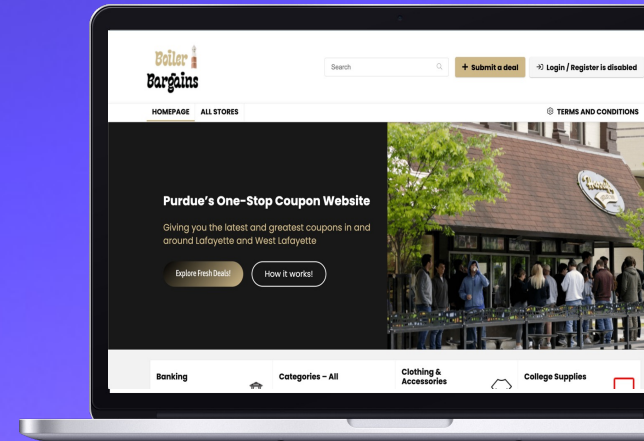 Boiler
Bargains
Search
+ Submit a deal
Login / Register is disabled
HOMEPAGE ALL STORES
TERMS AND CONDITIONS
Purdue's One-Stop Coupon Website
Giving you the latest and greatest coupons in and
around Lafayette and West Lafayette
Explore Fresh Deals!
How it works!
Banking
Categories – All
Clothing &
Accessories
College Supplies